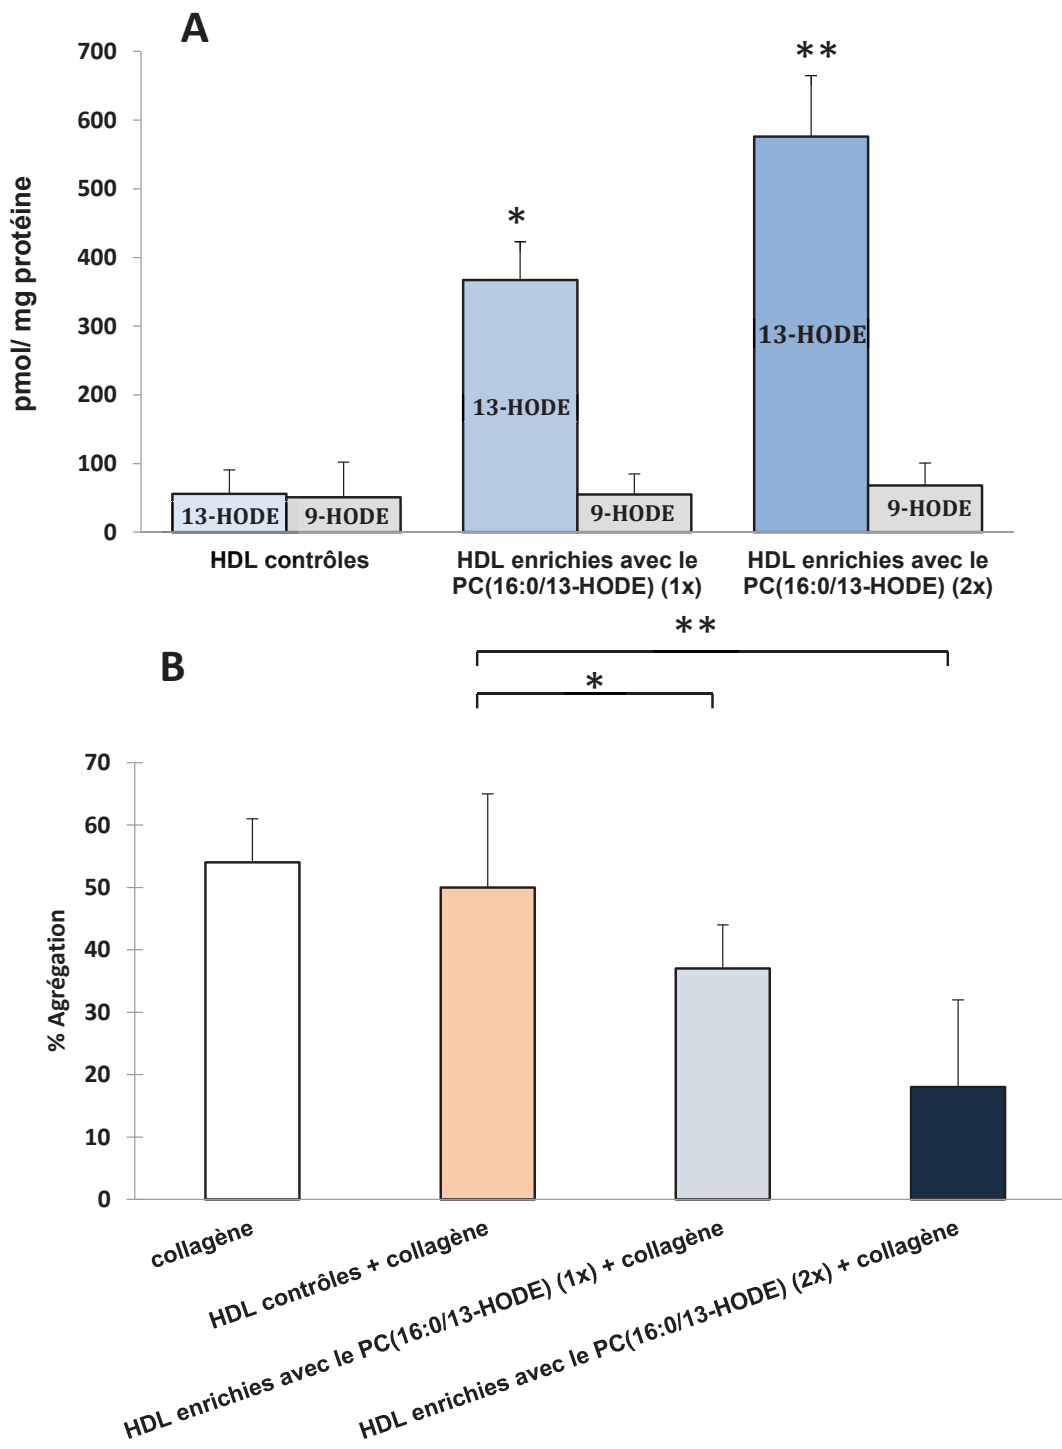 A
700
600
500
400
300
200
100
0
pmol/ mg protéine
*
**
13-HODE
9-HODE
13-HODE
9-HODE
13-HODE
9-HODE
HDL contrôles
HDL enrichies avec le
PC(16:0/13-HODE) (1x)
HDL enrichies avec le
PC(16:0/13-HODE) (2x)
B
**
*
70
60
50
40
30
20
10
0
% Agrégation
collagène
HDL contrôles + collagène
HDL enrichies avec le PC(16:0/13-HODE) (1x) + collagène
HDL enrichies avec le PC(16:0/13-HODE) (2x) + collagène